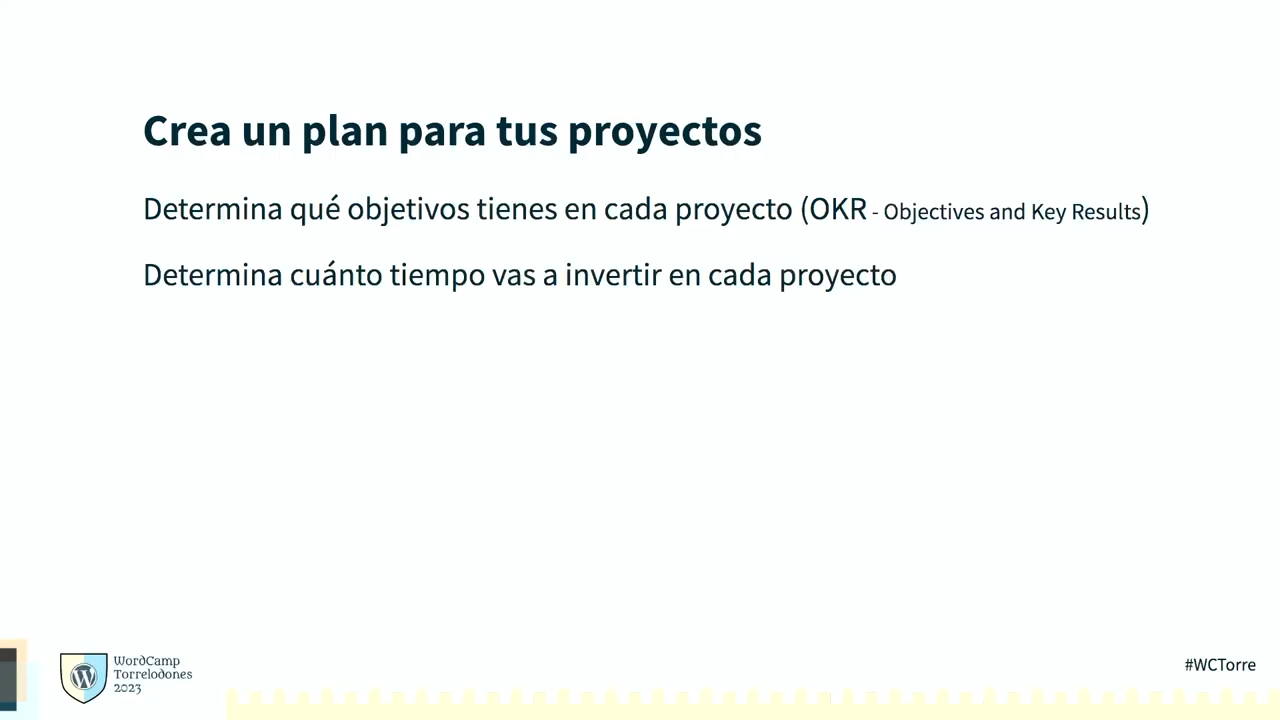 Crea un plan para tus proyectos
Determina qué objetivos tienes en cada proyecto (OKR - Objectives and Key Results)
Determina cuánto tiempo vas a invertir en cada proyecto
WordCamp
Torrelodones
2023
#WCTorre